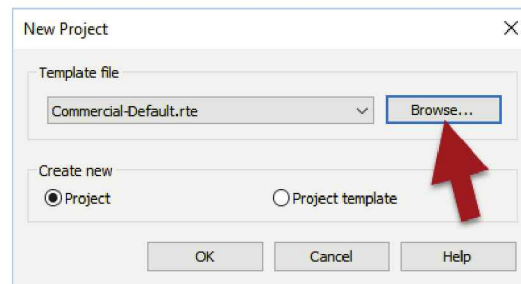 New Project
Template file
Commercial-Default.rte
Browse...
Create new
Project
Project template
OK
Cancel
Help